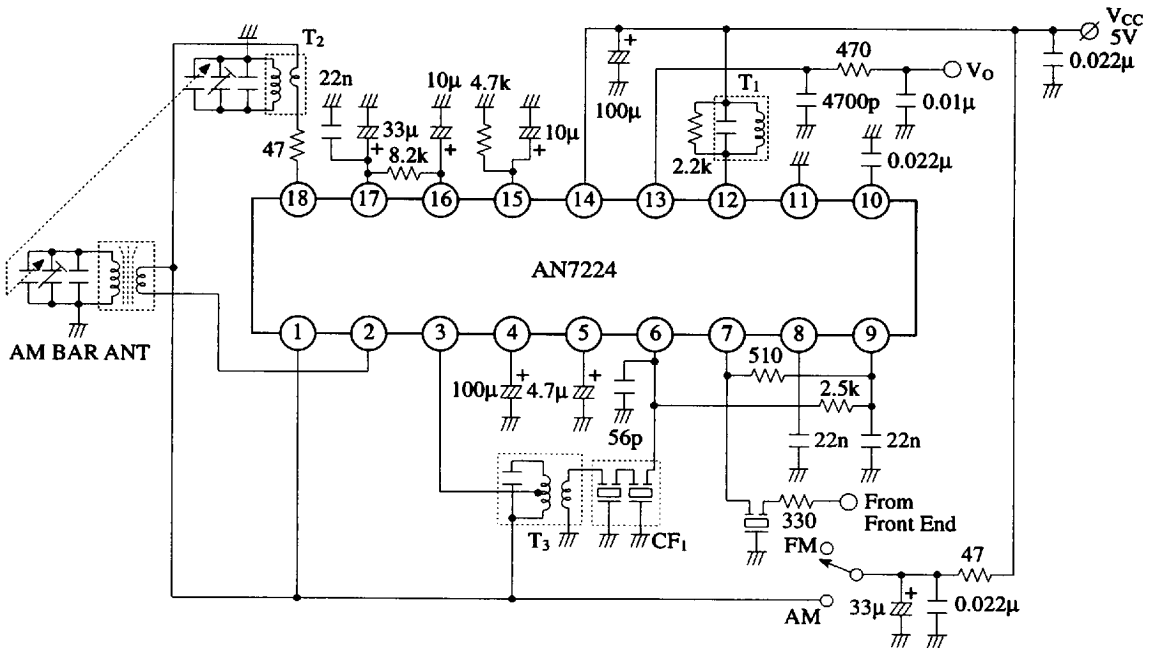 T2
22n
33μ
8.2k
10μ
4.7k
10μ
47
100μ
T1
2.2k
470
VO
4700p
0.01μ
0.022μ
VCC
5V
0.022μ
18
17
16
15
14
13
12
11
10
AN7224
1
2
3
4
5
6
7
8
9
AM BAR ANT
100μ
4.7μ
56p
510
2.5k
22n
22n
T3
CF1
330
From
Front End
FM
AM
47
33μ
0.022μ